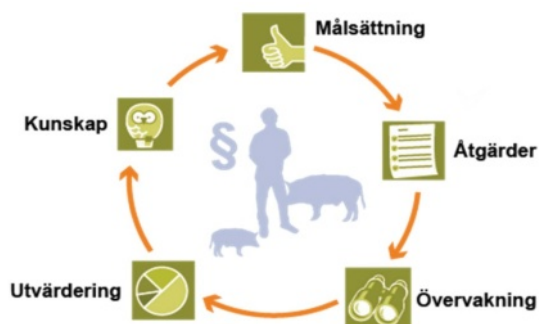 Målsättning
Åtgärder
Övervakning
Utvärdering
Kunskap
§